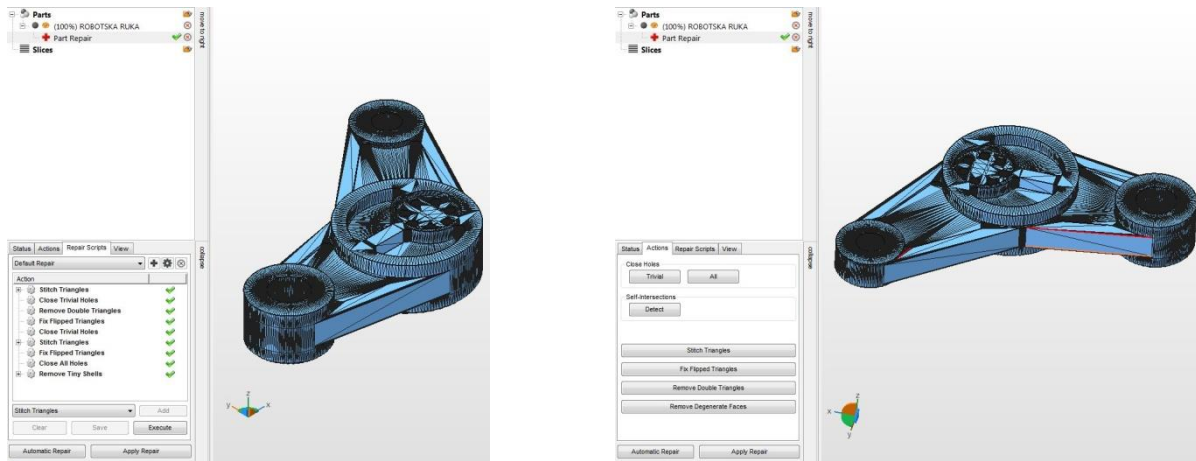 Parts
(100%) ROBOTSKA RUKA
Part Repair
Slices
move to right
collapse
Status Actions Repair Scripts View
Default Repair
Action
Stitch Triangles
Close Trivial Holes
Remove Double Triangles
Fix Flipped Triangles
Close Trivial Holes
Stitch Triangles
Fix Flipped Triangles
Close All Holes
Remove Tiny Shells
Stitch Triangles Add
Clear Save Execute
Automatic Repair Apply Repair
z
y x
Parts
(100%) ROBOTSKA RUKA
Part Repair
Slices
move to right
collapse
Status Actions Repair Scripts View
Close Holes
Trivial All
Self-Intersections
Detect
Stitch Triangles
Fix Flipped Triangles
Remove Double Triangles
Remove Degenerate Faces
Automatic Repair Apply Repair
z
x
y